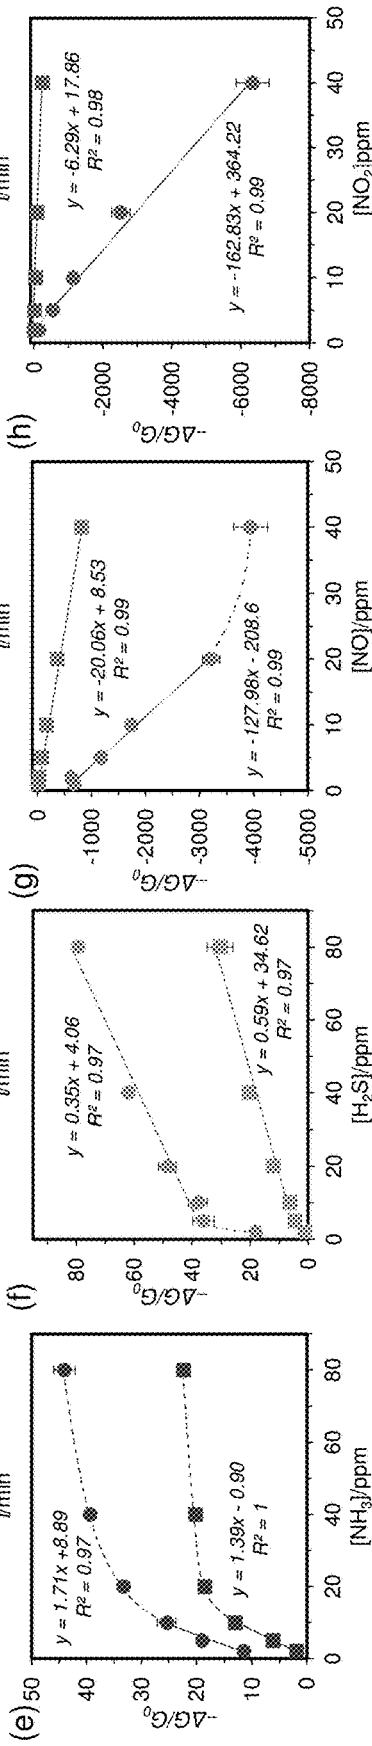 t/min
t/min
t/min
t/min
(e)
50
40
30
20
10
0
–ΔG/G₀
y = 1.71x +8.89
R² = 0.97
y = 1.39x - 0.90
R² = 1
0
20
40
60
80
[NH₃]/ppm
(f)
80
60
40
20
0
–ΔG/G₀
y = 0.35x + 4.06
R² = 0.97
y = 0.59x + 34.62
R² = 0.97
0
20
40
60
80
[H₂S]/ppm
(g)
0
-1000
-2000
-3000
-4000
-5000
–ΔG/G₀
y = -20.06x + 8.53
R² = 0.99
y = -127.98x - 208.6
R² = 0.99
0
10
20
30
40
50
[NO]/ppm
(h)
0
-2000
-4000
-6000
-8000
–ΔG/G₀
y = -6.29x + 17.86
R² = 0.98
y = -162.83x + 364.22
R² = 0.99
0
10
20
30
40
50
[NO₂]ppm